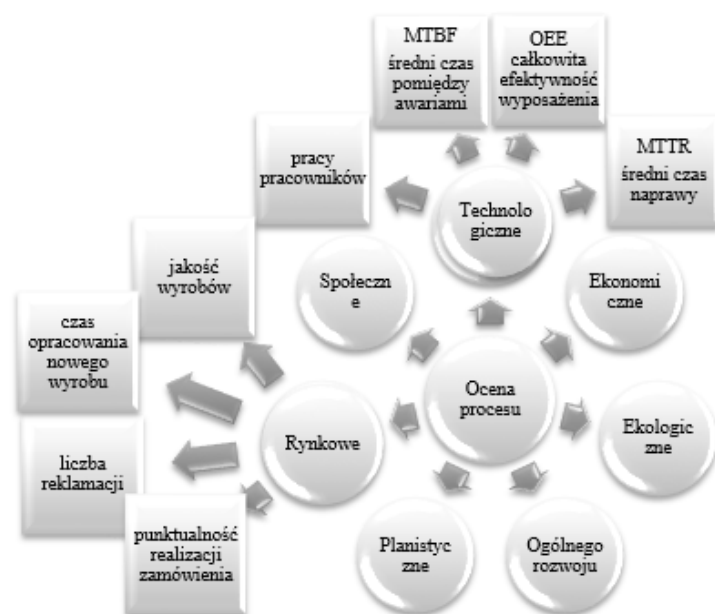 MTBF
średni czas
pomiędzy
awariami
OEE
całkowita
efektywność
wyposażenia
MTTR
średni czas
naprawy
pracy
pracowników
Technolo
giczne
jakość
wyrobów
Społeczn
e
Ekonomi
czne
czas
opracowania
nowego
wyrobu
Ocena
procesu
Rynkowe
Ekologic
zne
liczba
reklamacji
punktualność
realizacji
zamówienia
Planistyc
zne
Ogólnego
rozwoju